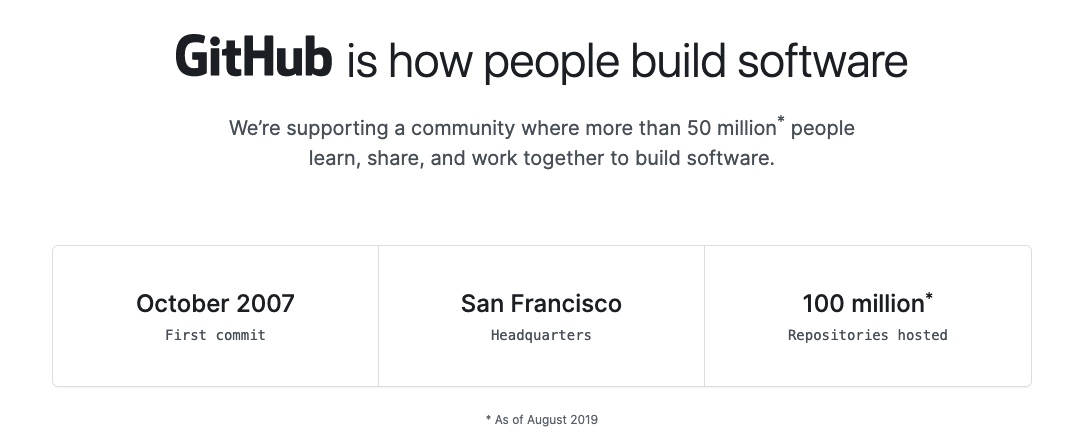 GitHub is how people build software
We’re supporting a community where more than 50 million* people
learn, share, and work together to build software.
October 2007
First commit
San Francisco
Headquarters
100 million*
Repositories hosted
* As of August 2019